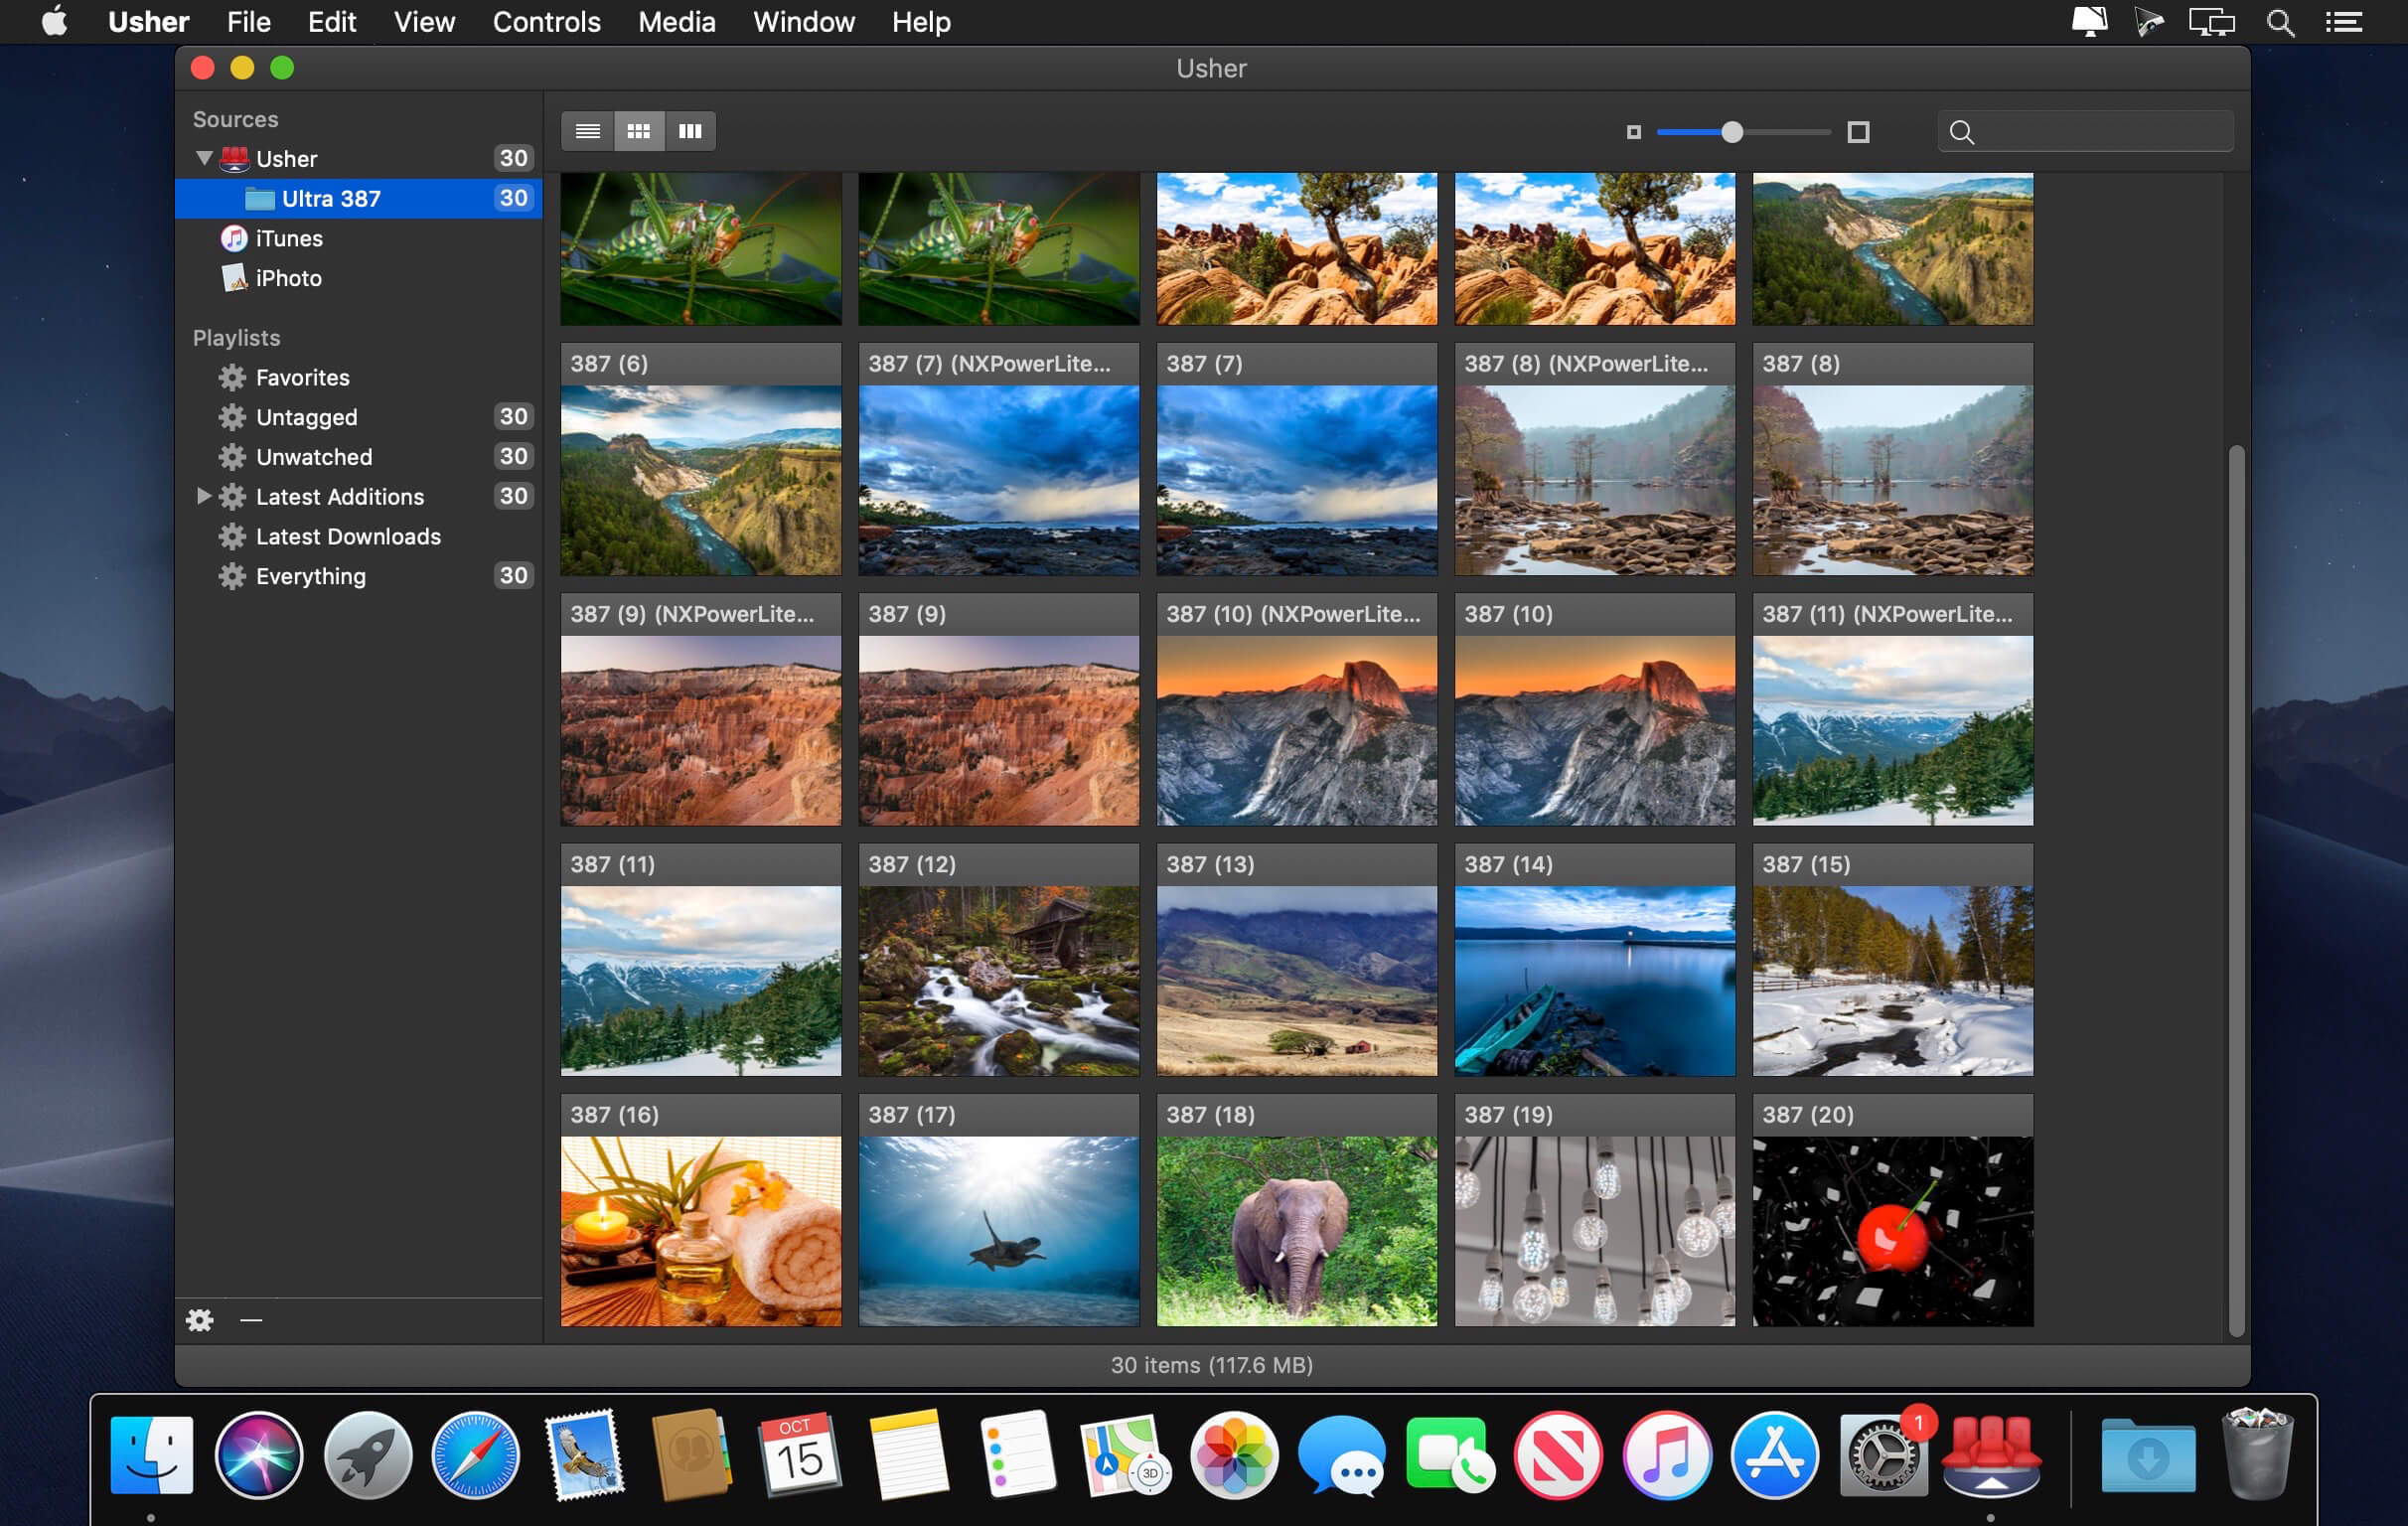 Usher File Edit View Controls Media Window Help
Usher
Sources
Usher 30
Ultra 387 30
iTunes
iPhoto
Playlists
Favorites
Untagged 30
Unwatched 30
Latest Additions 30
Latest Downloads
Everything 30
387 (6) 387 (7) (NXPowerLite... 387 (7) 387 (8) (NXPowerLite... 387 (8)
387 (9) (NXPowerLite... 387 (9) 387 (10) (NXPowerLite... 387 (10) 387 (11) (NXPowerLite...
387 (11) 387 (12) 387 (13) 387 (14) 387 (15)
387 (16) 387 (17) 387 (18) 387 (19) 387 (20)
30 items (117.6 MB)
OCT
15
3D
1